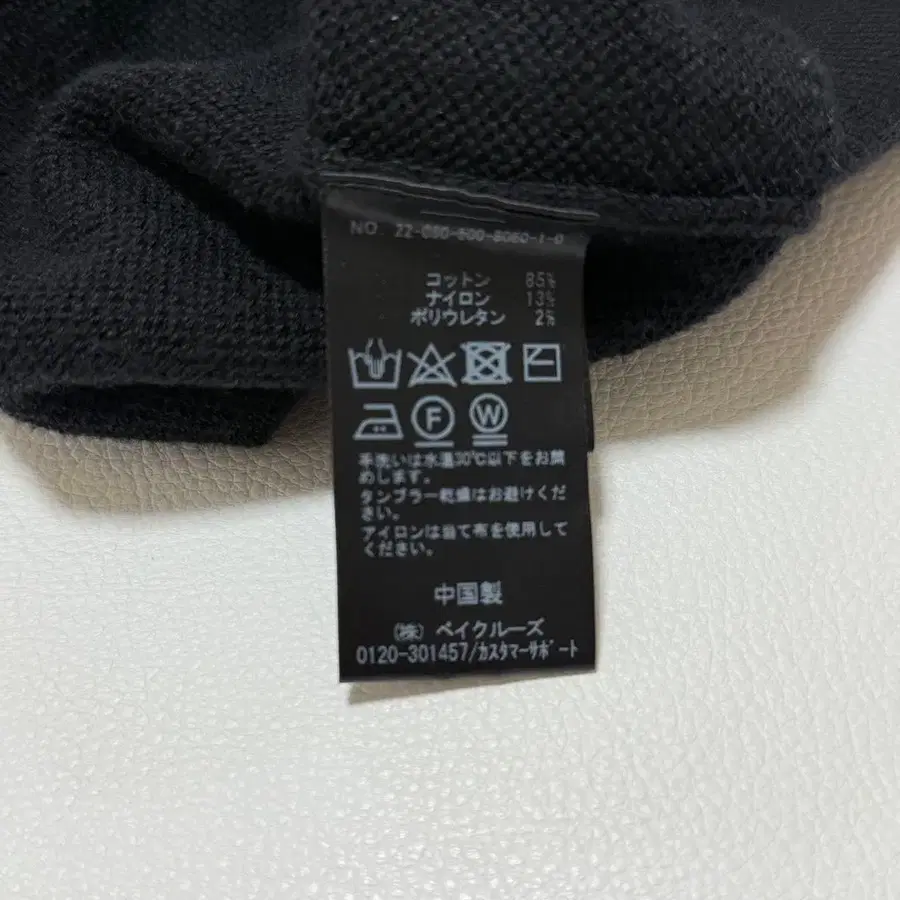 NO. 22-080-500-8060-1-0
コットン 85%
ナイロン 13%
ポリウレタン 2%
F W
手洗いは水温30℃以下をお薦
めします。
タンブラー乾燥はお避けくだ
さい。
アイロンは当て布を使用して
ください。
中国製
(株) ベイクルーズ
0120-301457/ｶｽﾀﾏｰｻﾎﾟｰﾄ